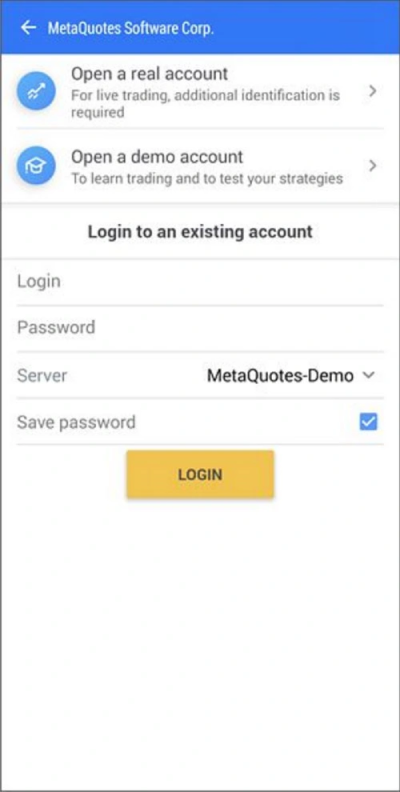 MetaQuotes Software Corp.
Open a real account
For live trading, additional identification is
required
Open a demo account
To learn trading and to test your strategies
Login to an existing account
Login
Password
Server MetaQuotes-Demo
Save password
LOGIN